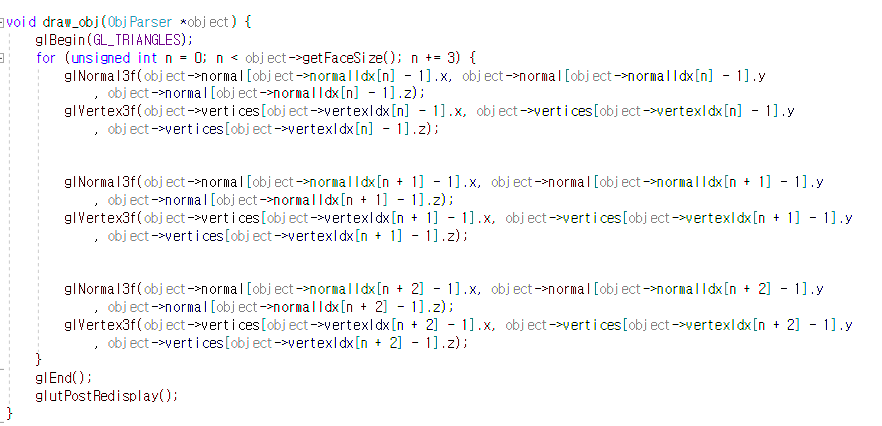 void draw_obj(ObjParser *object) {
glBegin(GL_TRIANGLES);
for (unsigned int n = 0; n < object->getFaceSize(); n += 3) {
glNormal3f(object->normal[object->normalIdx[n] - 1].x, object->normal[object->normalIdx[n] - 1].y
, object->normal[object->normalIdx[n] - 1].z);
glVertex3f(object->vertices[object->vertexIdx[n] - 1].x, object->vertices[object->vertexIdx[n] - 1].y
, object->vertices[object->vertexIdx[n] - 1].z);
glNormal3f(object->normal[object->normalIdx[n + 1] - 1].x, object->normal[object->normalIdx[n + 1] - 1].y
, object->normal[object->normalIdx[n + 1] - 1].z);
glVertex3f(object->vertices[object->vertexIdx[n + 1] - 1].x, object->vertices[object->vertexIdx[n + 1] - 1].y
, object->vertices[object->vertexIdx[n + 1] - 1].z);
glNormal3f(object->normal[object->normalIdx[n + 2] - 1].x, object->normal[object->normalIdx[n + 2] - 1].y
, object->normal[object->normalIdx[n + 2] - 1].z);
glVertex3f(object->vertices[object->vertexIdx[n + 2] - 1].x, object->vertices[object->vertexIdx[n + 2] - 1].y
, object->vertices[object->vertexIdx[n + 2] - 1].z);
}
glEnd();
glutPostRedisplay();
}